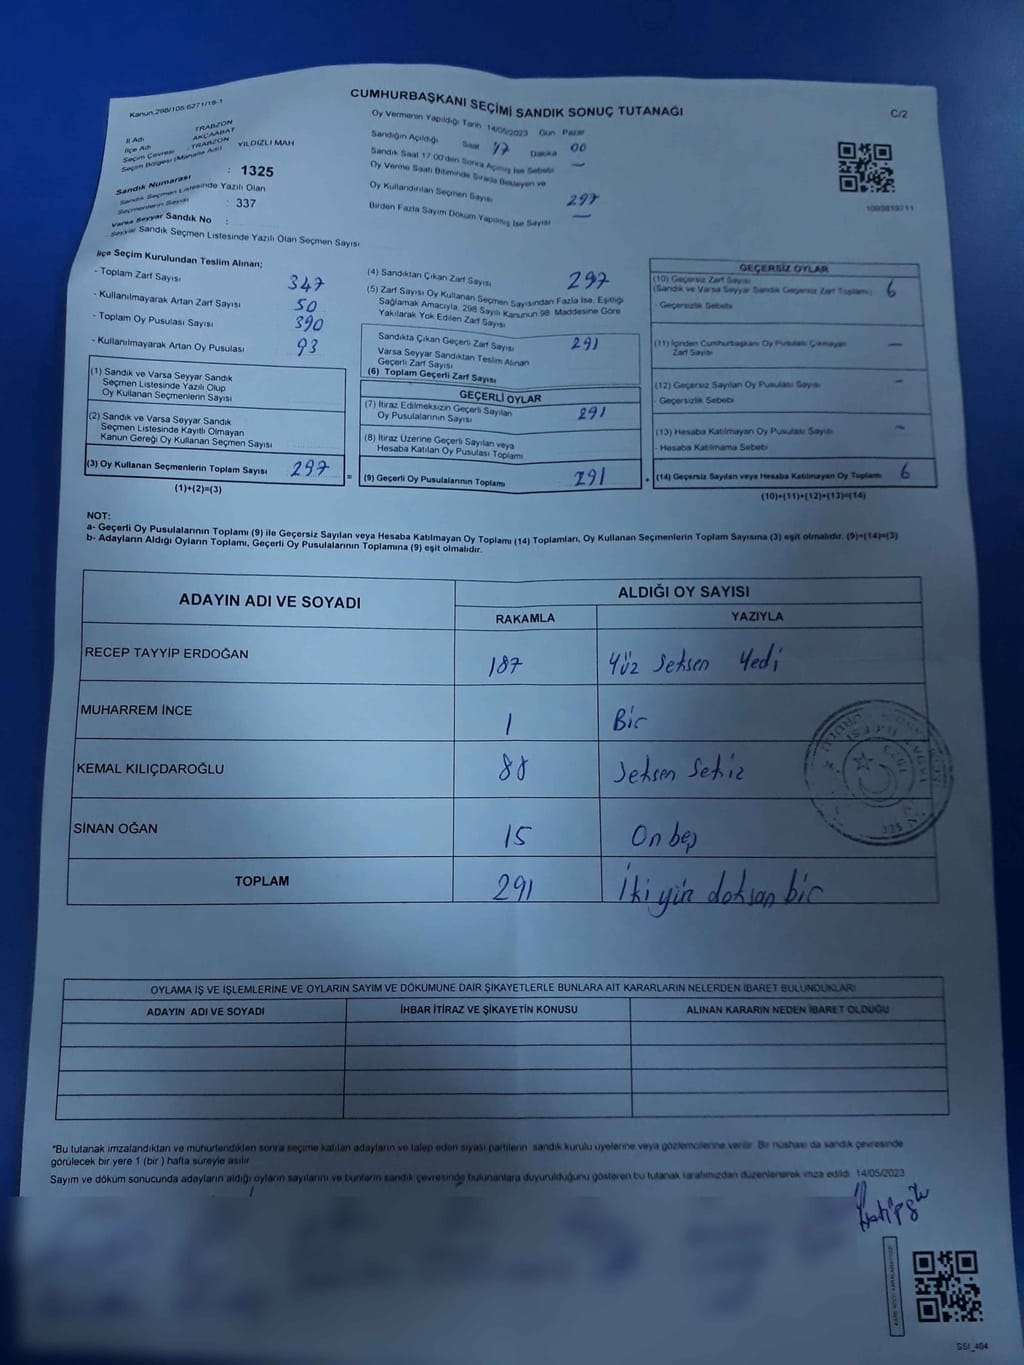 Kanun:298/105.6271/18-1
CUMHURBAŞKANI SEÇİMİ SANDIK SONUÇ TUTANAĞI
C/2
İl Adı : TRABZON
İlçe Adı : AKÇAABAT
Seçim Çevresi : TRABZON
Seçim Bölgesi (Mahalle Adı) YILDIZLI MAH
Sandık Numarası : 1325
Sandık Seçmen Listesinde Yazılı Olan
Seçmenlerin Sayısı : 337
Varsa Seyyar Sandık No :
Seyyar Sandık Seçmen Listesinde Yazılı Olan Seçmen Sayısı
Oy Vermenin Yapıldığı Tarih 14/05/2023 Gün Pazar
Sandığın Açıldığı Saat 17 Dakika 00
Sandık Saat 17:00'den Sonra Açılmış İse Sebebi —
Oy Verme Saati Bitiminde Sırada Bekleyen ve
Oy Kullandırılan Seçmen Sayısı 297
Birden Fazla Sayım Döküm Yapılmış İse Sayısı —
1093819711
İlçe Seçim Kurulundan Teslim Alınan;
- Toplam Zarf Sayısı 347
- Kullanılmayarak Artan Zarf Sayısı 50
- Toplam Oy Pusulası Sayısı 390
- Kullanılmayarak Artan Oy Pusulası 93
(1) Sandık ve Varsa Seyyar Sandık
Seçmen Listesinde Yazılı Olup
Oy Kullanan Seçmenlerin Sayısı
(2) Sandık ve Varsa Seyyar Sandık
Seçmen Listesinde Kayıtlı Olmayan
Kanun Gereği Oy Kullanan Seçmen Sayısı
(3) Oy Kullanan Seçmenlerin Toplam Sayısı 297
(1)+(2)=(3)
=
(4) Sandıktan Çıkan Zarf Sayısı 297
(5) Zarf Sayısı Oy Kullanan Seçmen Sayısından Fazla İse, Eşitliği
Sağlamak Amacıyla, 298 Sayılı Kanunun 98 Maddesine Göre
Yakılarak Yok Edilen Zarf Sayısı
Sandıkta Çıkan Geçerli Zarf Sayısı 291
Varsa Seyyar Sandıktan Teslim Alınan
Geçerli Zarf Sayısı
(6) Toplam Geçerli Zarf Sayısı
GEÇERLİ OYLAR
(7) İtiraz Edilmeksizin Geçerli Sayılan
Oy Pusulalarının Sayısı 291
(8) İtiraz Üzerine Geçerli Sayılan veya
Hesaba Katılan Oy Pusulası Toplamı
(9) Geçerli Oy Pusulalarının Toplamı 291
+
GEÇERSİZ OYLAR
(10) Geçersiz Zarf Sayısı
(Sandık ve Varsa Seyyar Sandık Geçersiz Zarf Toplamı) 6
- Geçersizlik Sebebi
(11) İçinden Cumhurbaşkanı Oy Pusulası Çıkmayan
Zarf Sayısı —
(12) Geçersiz Sayılan Oy Pusulası Sayısı —
- Geçersizlik Sebebi
(13) Hesaba Katılmayan Oy Pusulası Sayısı —
- Hesaba Katılmama Sebebi
(14) Geçersiz Sayılan veya Hesaba Katılmayan Oy Toplamı 6
(10)+(11)+(12)+(13)=(14)
NOT:
a- Geçerli Oy Pusulalarının Toplamı (9) ile Geçersiz Sayılan veya Hesaba Katılmayan Oy Toplamı (14) Toplamları, Oy Kullanan Seçmenlerin Toplam Sayısına (3) eşit olmalıdır. (9)+(14)=(3)
b- Adayların Aldığı Oyların Toplamı, Geçerli Oy Pusulalarının Toplamına (9) eşit olmalıdır.
ADAYIN ADI VE SOYADI
ALDIĞI OY SAYISI
RAKAMLA YAZIYLA
RECEP TAYYİP ERDOĞAN 187 Yüz Seksen Yedi
MUHARREM İNCE 1 Bir
KEMAL KILIÇDAROĞLU 88 Seksen Sekiz
SİNAN OĞAN 15 On beş
TOPLAM 291 İki yüz doksan bir
OYLAMA İŞ VE İŞLEMLERİNE VE OYLARIN SAYIM VE DÖKÜMÜNE DAİR ŞİKAYETLERLE BUNLARA AİT KARARLARIN NELERDEN İBARET BULUNDUKLARI
ADAYIN ADI VE SOYADI İHBAR İTİRAZ VE ŞİKAYETİN KONUSU ALINAN KARARIN NEDEN İBARET OLDUĞU
*Bu tutanak imzalandıktan ve mühürlendikten sonra seçime katılan adayların ve talep eden siyasi partilerin sandık kurulu üyelerine veya gözlemcilerine verilir. Bir nüshası da sandık çevresinde
görülecek bir yere 1 (bir ) hafta süreyle asılır.
Sayım ve döküm sonucunda adayların aldığı oyların sayılarını ve bunların sandık çevresinde bulunanlara duyurulduğunu gösteren bu tutanak tarafımızdan düzenlenerek imza edildi. 14/05/2023
SSI_464